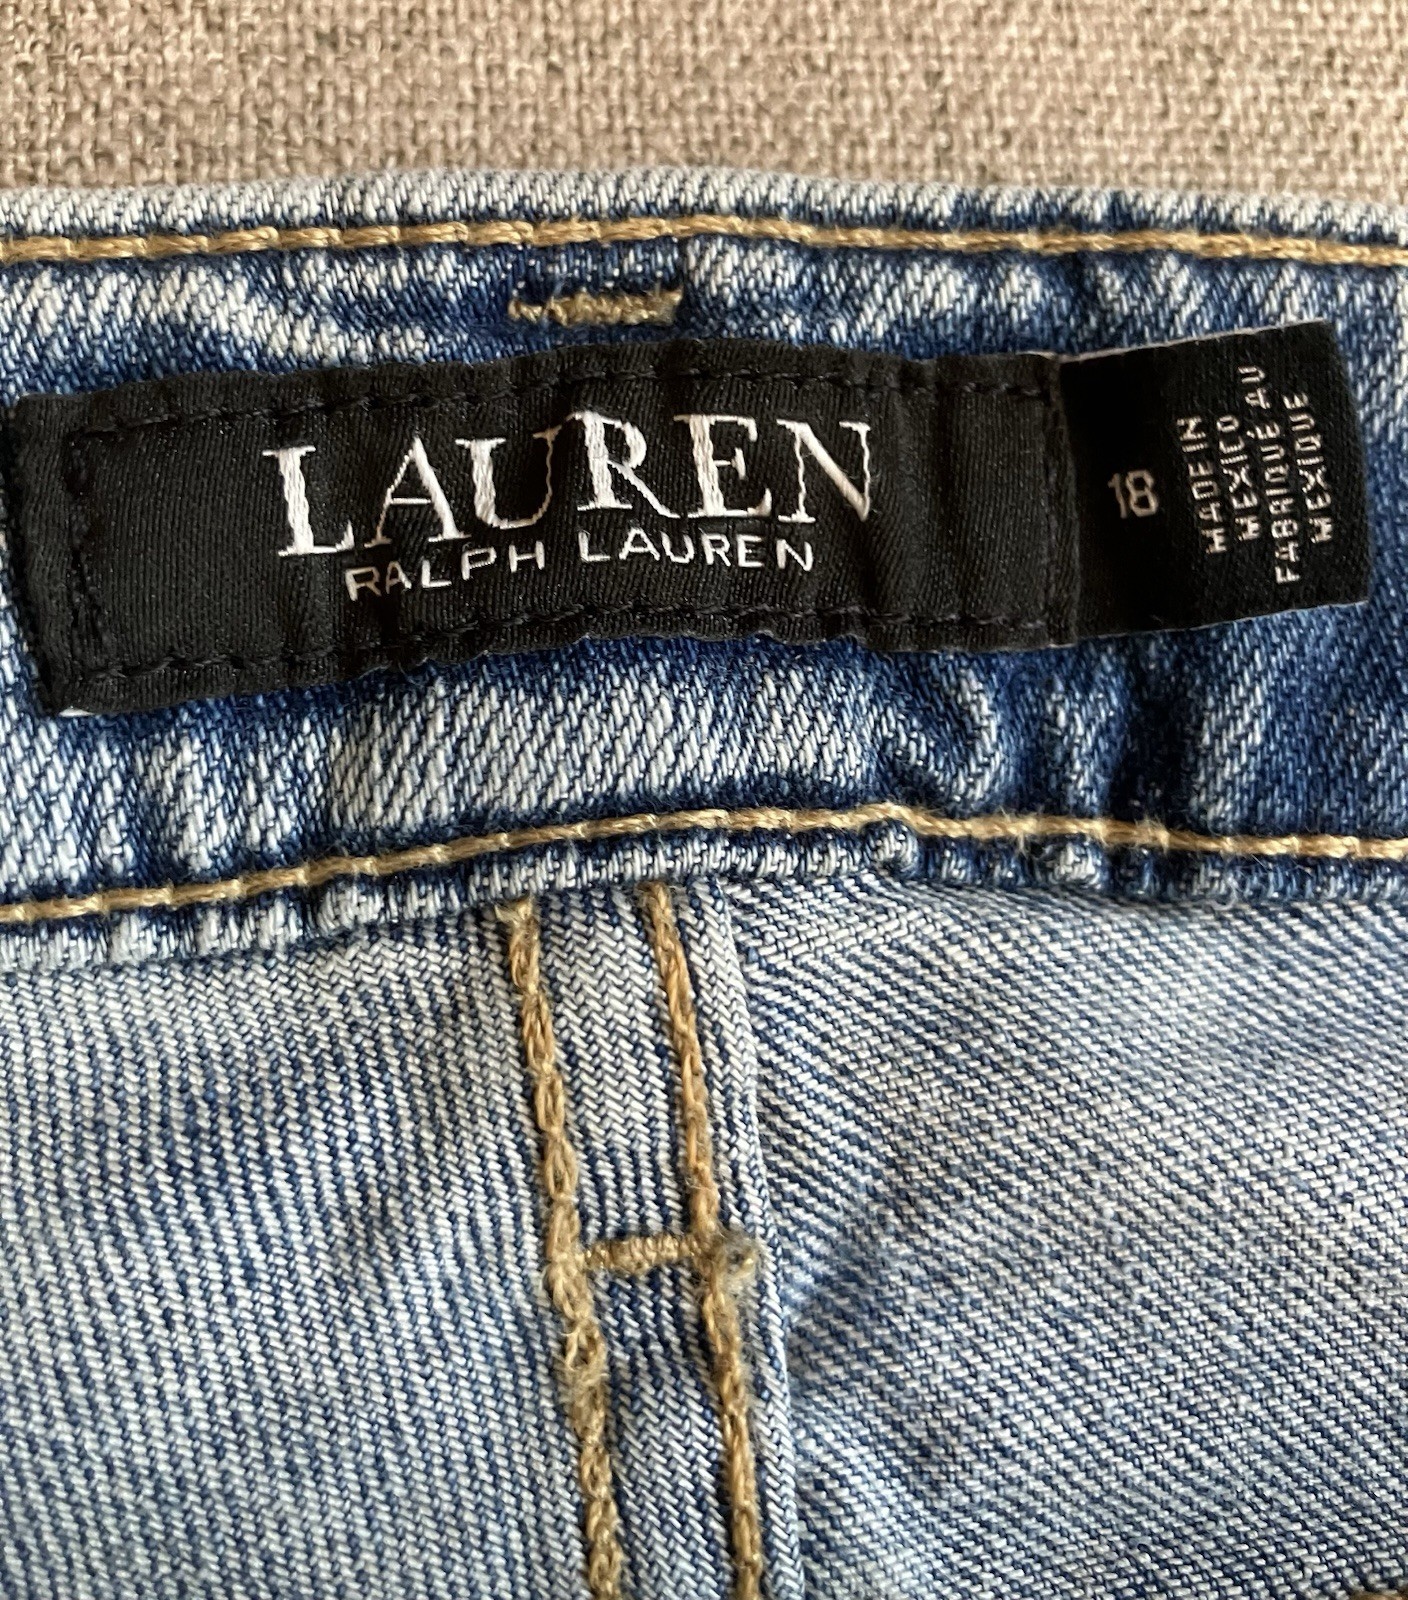 LAUREN
RALPH LAUREN
18
MADE IN
MEXICO
FABRIQUÉ AU
MEXIQUE